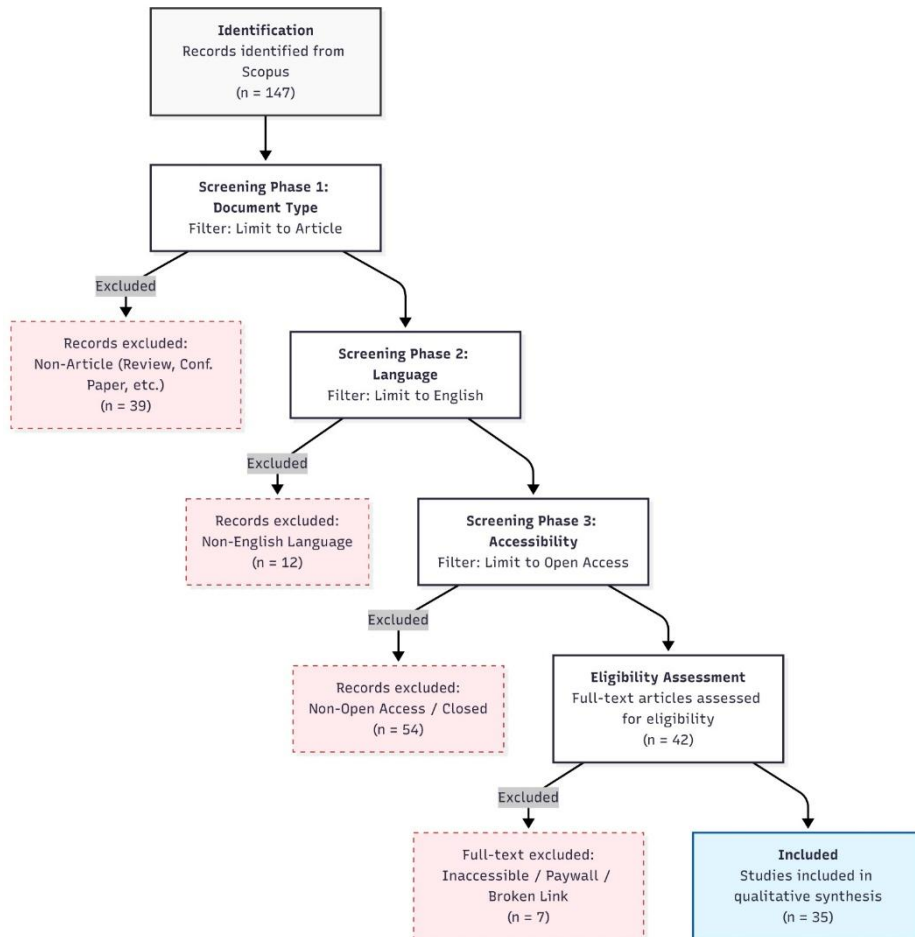 Identification
Records identified from
Scopus
(n = 147)
Screening Phase 1:
Document Type
Filter: Limit to Article
Excluded
Records excluded:
Non-Article (Review, Conf.
Paper, etc.)
(n = 39)
Screening Phase 2:
Language
Filter: Limit to English
Excluded
Records excluded:
Non-English Language
(n = 12)
Screening Phase 3:
Accessibility
Filter: Limit to Open Access
Excluded
Records excluded:
Non-Open Access / Closed
(n = 54)
Eligibility Assessment
Full-text articles assessed
for eligibility
(n = 42)
Excluded
Full-text excluded:
Inaccessible / Paywall /
Broken Link
(n = 7)
Included
Studies included in
qualitative synthesis
(n = 35)